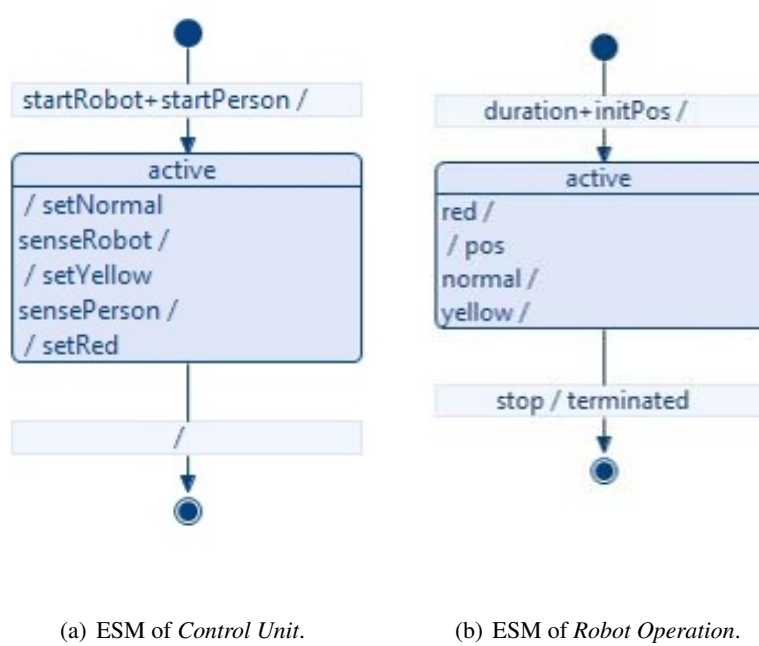 startRobot+startPerson /
active
/ setNormal
senseRobot /
/ setYellow
sensePerson /
/ setRed
/
(a) ESM of Control Unit.
duration+initPos /
active
red /
/ pos
normal /
yellow /
stop / terminated
(b) ESM of Robot Operation.